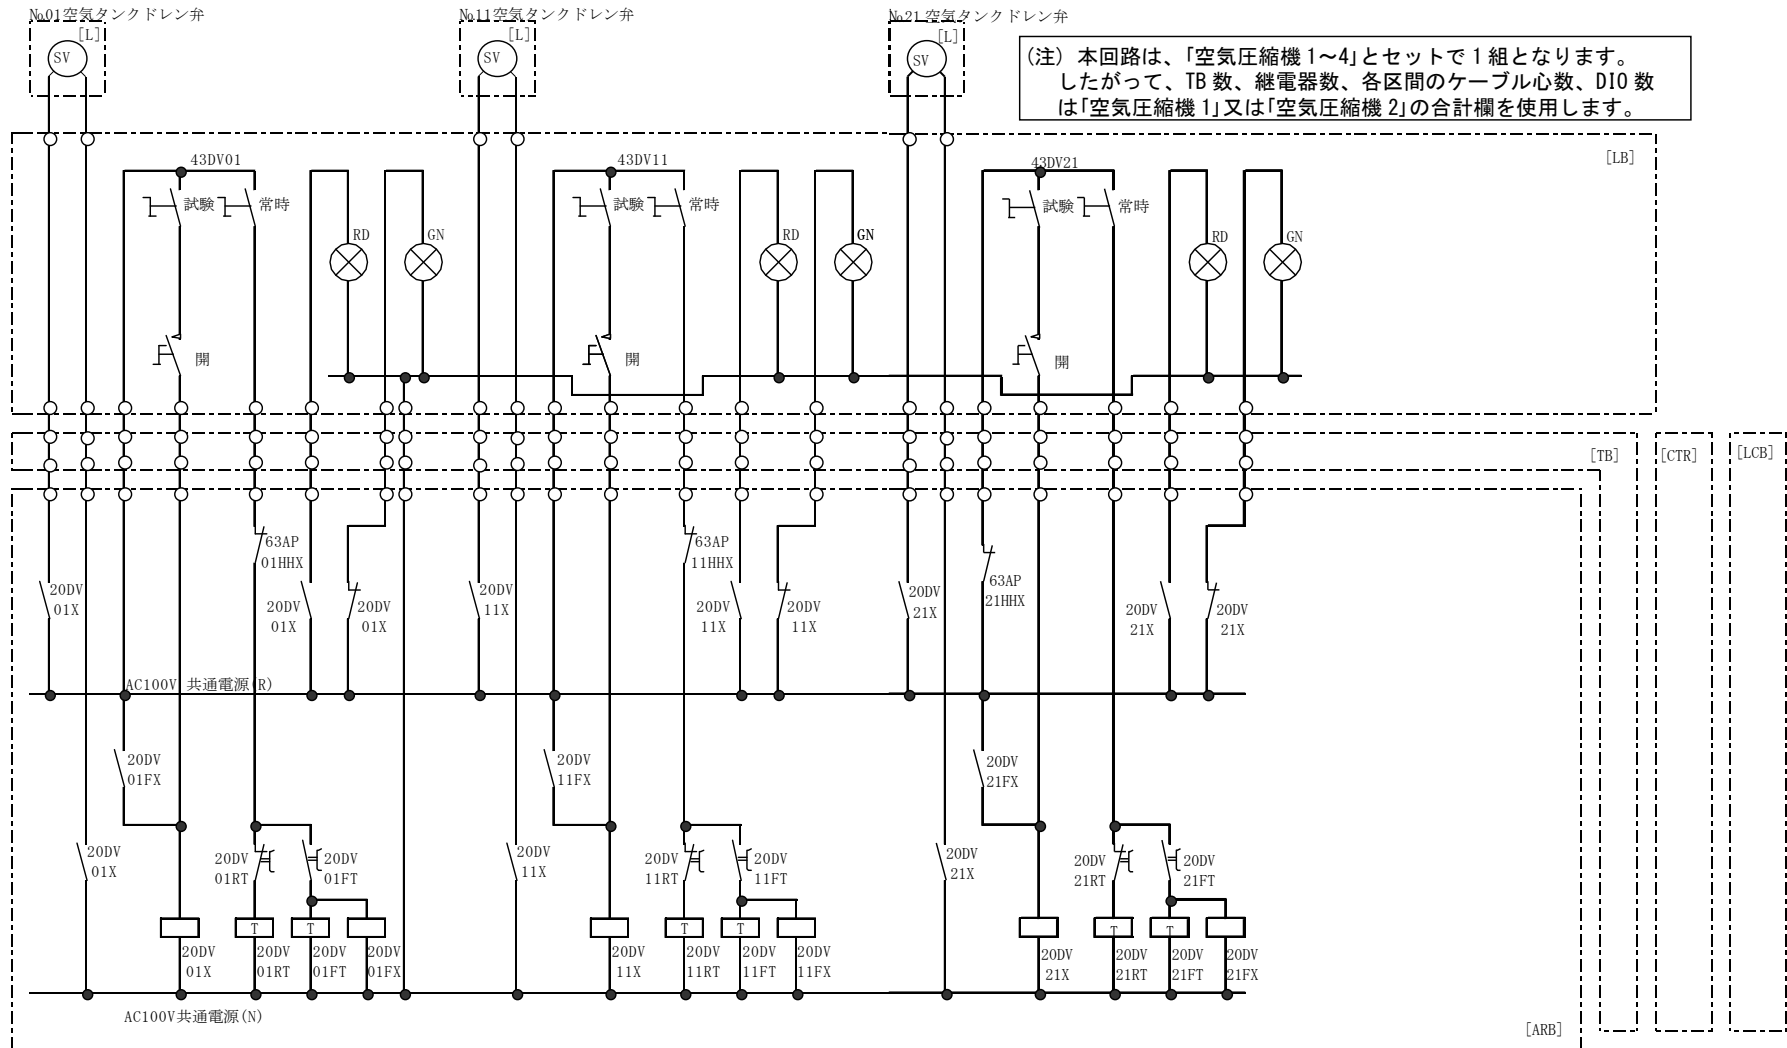 №01空気タンクドレン弁
№11空気タンクドレン弁
№21空気タンクドレン弁
[L]
[L]
[L]
SV
SV
SV
(注) 本回路は、｢空気圧縮機1～4｣とセットで1組となります。
したがって、TB数、継電器数、各区間のケーブル心数、DIO数
は｢空気圧縮機1｣又は｢空気圧縮機2｣の合計欄を使用します。
[LB]
43DV01
43DV11
43DV21
試験
常時
試験
常時
試験
常時
RD
GN
RD
GN
RD
GN
開
開
開
[TB]
[CTR]
[LCB]
63AP
01HHX
63AP
11HHX
63AP
21HHX
20DV
01X
20DV
01X
20DV
01X
20DV
11X
20DV
11X
20DV
11X
20DV
21X
20DV
21X
20DV
21X
AC100V 共通電源(R)
20DV
01FX
20DV
11FX
20DV
21FX
20DV
01X
20DV
01RT
20DV
01FT
20DV
11X
20DV
11RT
20DV
11FT
20DV
21X
20DV
21RT
20DV
21FT
T
T
T
T
T
T
20DV
01X
20DV
01RT
20DV
01FT
20DV
01FX
20DV
11X
20DV
11RT
20DV
11FT
20DV
11FX
20DV
21X
20DV
21RT
20DV
21FT
20DV
21FX
AC100V共通電源(N)
[ARB]